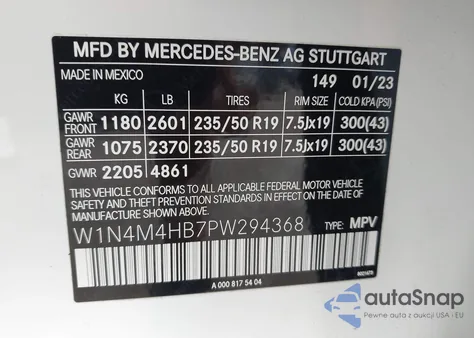 MFD BY MERCEDES-BENZ AG STUTTGART
MADE IN MEXICO 149 01/23
KG LB TIRES RIM SIZE COLD KPA(PSI)
GAWR FRONT 1180 2601 235/50 R19 7.5Jx19 300(43)
GAWR REAR 1075 2370 235/50 R19 7.5Jx19 300(43)
GVWR 2205 4861
THIS VEHICLE CONFORMS TO ALL APPLICABLE FEDERAL MOTOR VEHICLE
SAFETY AND THEFT PREVENTION STANDARDS IN EFFECT ON THE DATE OF
MANUFACTURE SHOWN ABOVE.
W1N4M4HB7PW294368 TYPE: MPV
A 000 817 54 04
autoSnap
Pewne auta z aukcji USA i EU